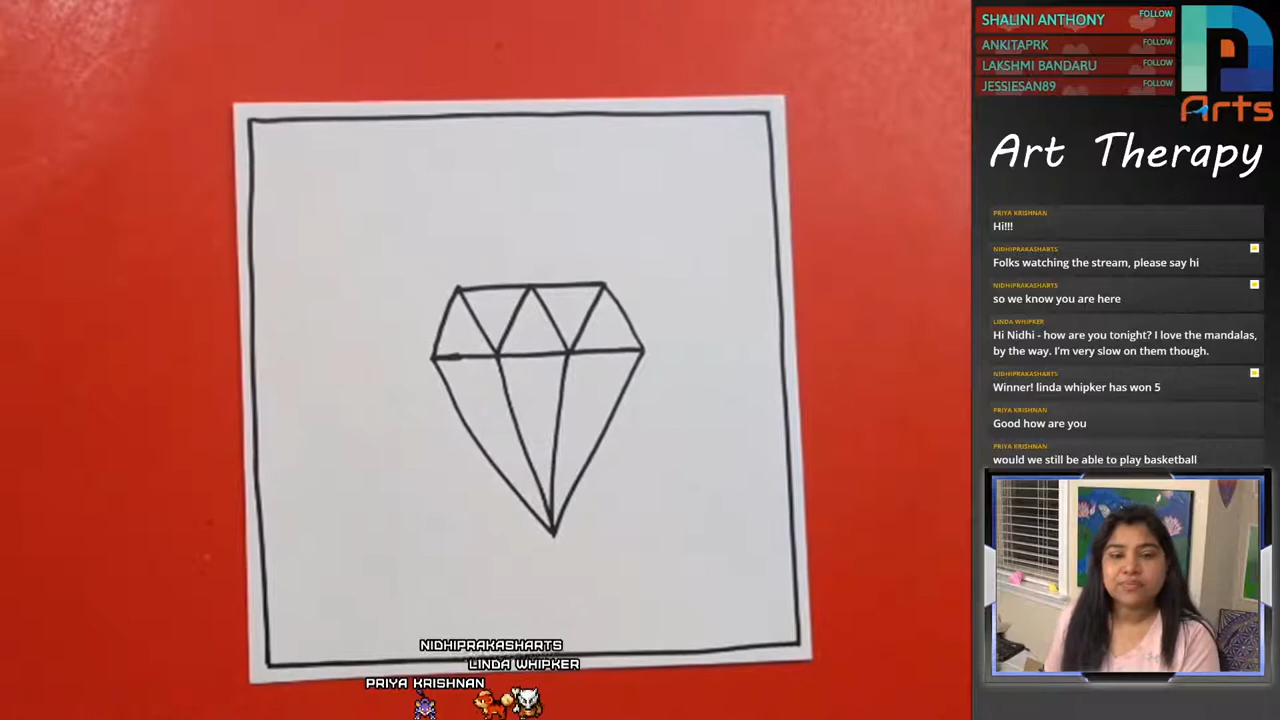 SHALINI ANTHONY FOLLOW
ANKITAPRK FOLLOW
LAKSHMI BANDARU FOLLOW
JESSIESAN89 FOLLOW
Arts
Art Therapy
PRIYA KRISHNAN
Hi!!!
NIDHIPRAKASHARTS
Folks watching the stream, please say hi
NIDHIPRAKASHARTS
so we know you are here
LINDA WHIPKER
Hi Nidhi - how are you tonight? I love the mandalas,
by the way. I'm very slow on them though.
NIDHIPRAKASHARTS
Winner! linda whipker has won 5
PRIYA KRISHNAN
Good how are you
PRIYA KRISHNAN
would we still be able to play basketball
NIDHIPRAKASHARTS
LINDA WHIPKER
PRIYA KRISHNAN